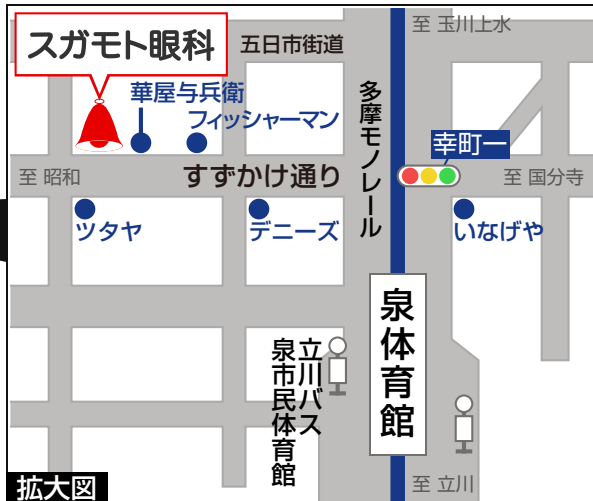 スガモト眼科
五日市街道
至 玉川上水
華屋与兵衛
フィッシャーマン
多摩モノレール
幸町一
至 昭和
すずかけ通り
至 国分寺
ツタヤ
デニーズ
いなげや
泉体育館
立川バス
泉市民体育館
拡大図
至 立川